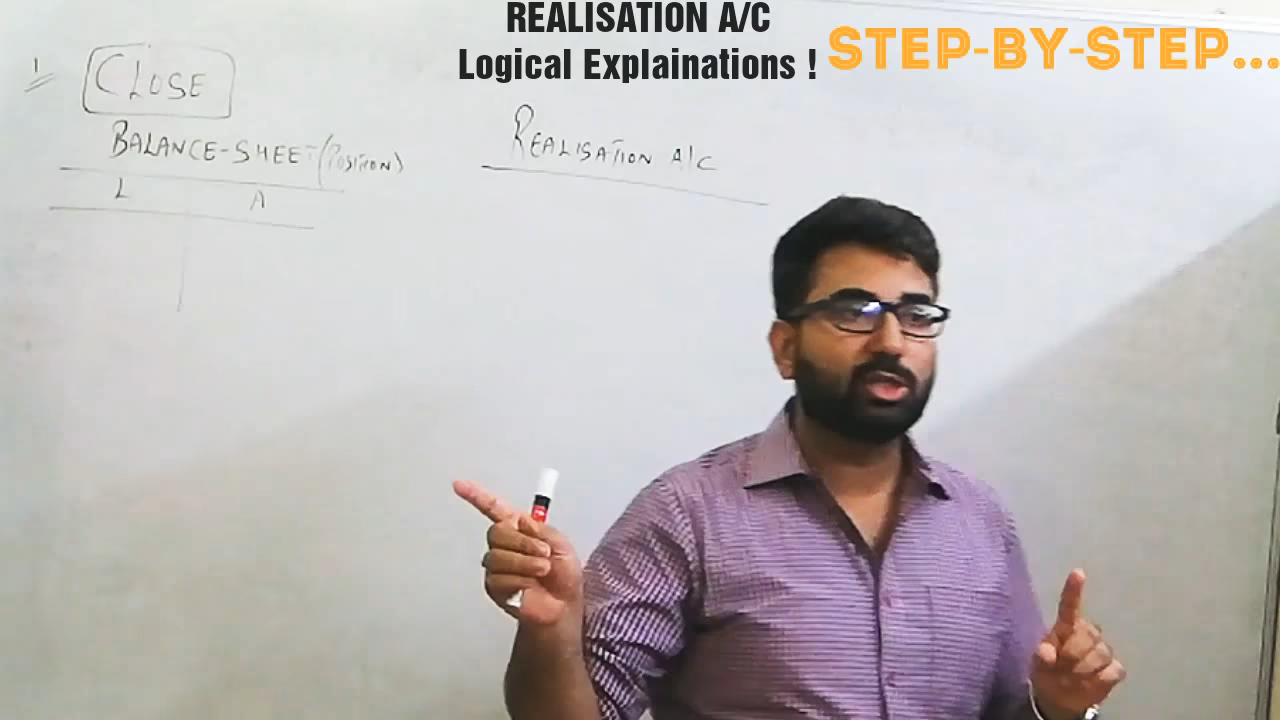 REALISATION A/C
Logical Explainations !
STEP-BY-STEP...
1
CLOSE
BALANCE-SHEET (POSITION)
L A
REALISATION A/C